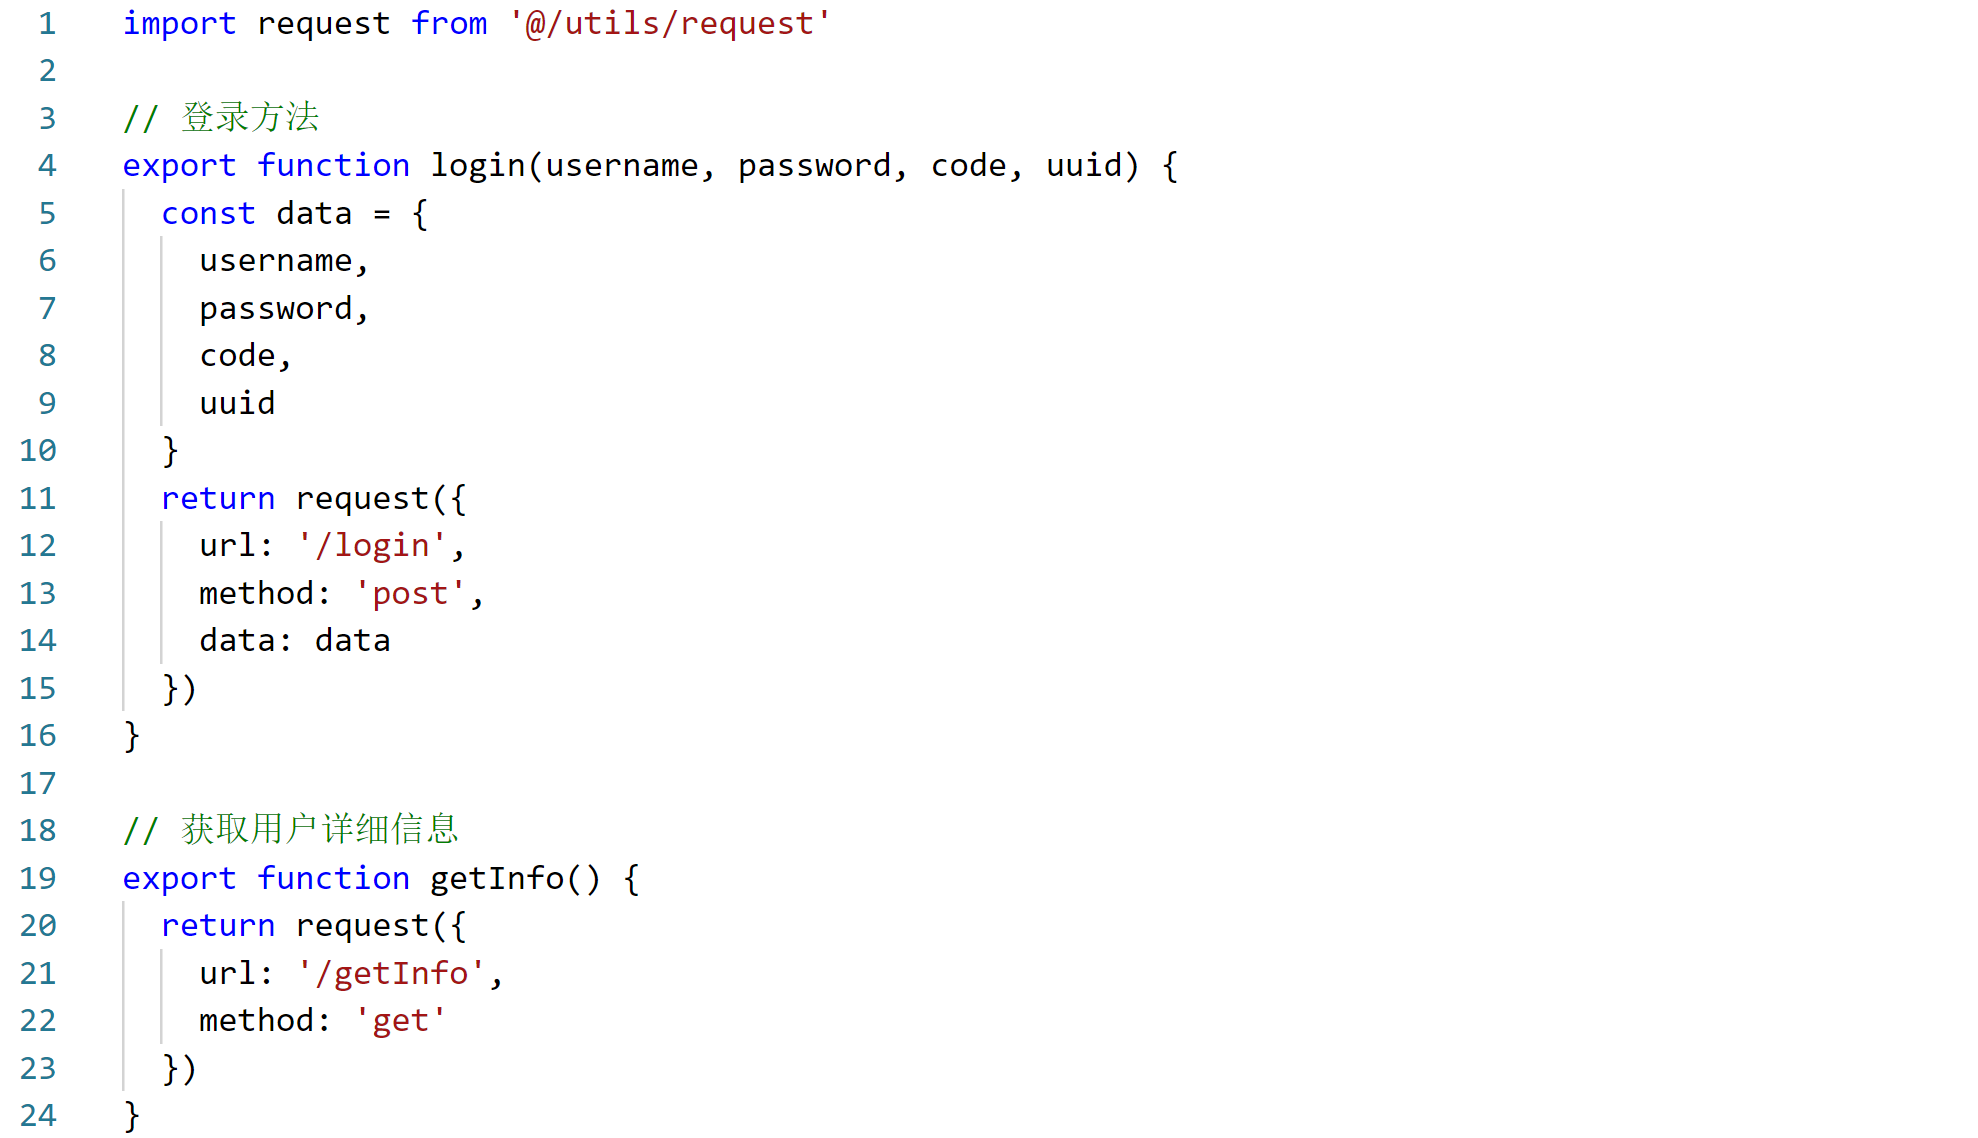 1 import request from '@/utils/request'
2
3 // 登录方法
4 export function login(username, password, code, uuid) {
5   const data = {
6     username,
7     password,
8     code,
9     uuid
10   }
11   return request({
12     url: '/login',
13     method: 'post',
14     data: data
15   })
16 }
17
18 // 获取用户详细信息
19 export function getInfo() {
20   return request({
21     url: '/getInfo',
22     method: 'get'
23   })
24 }